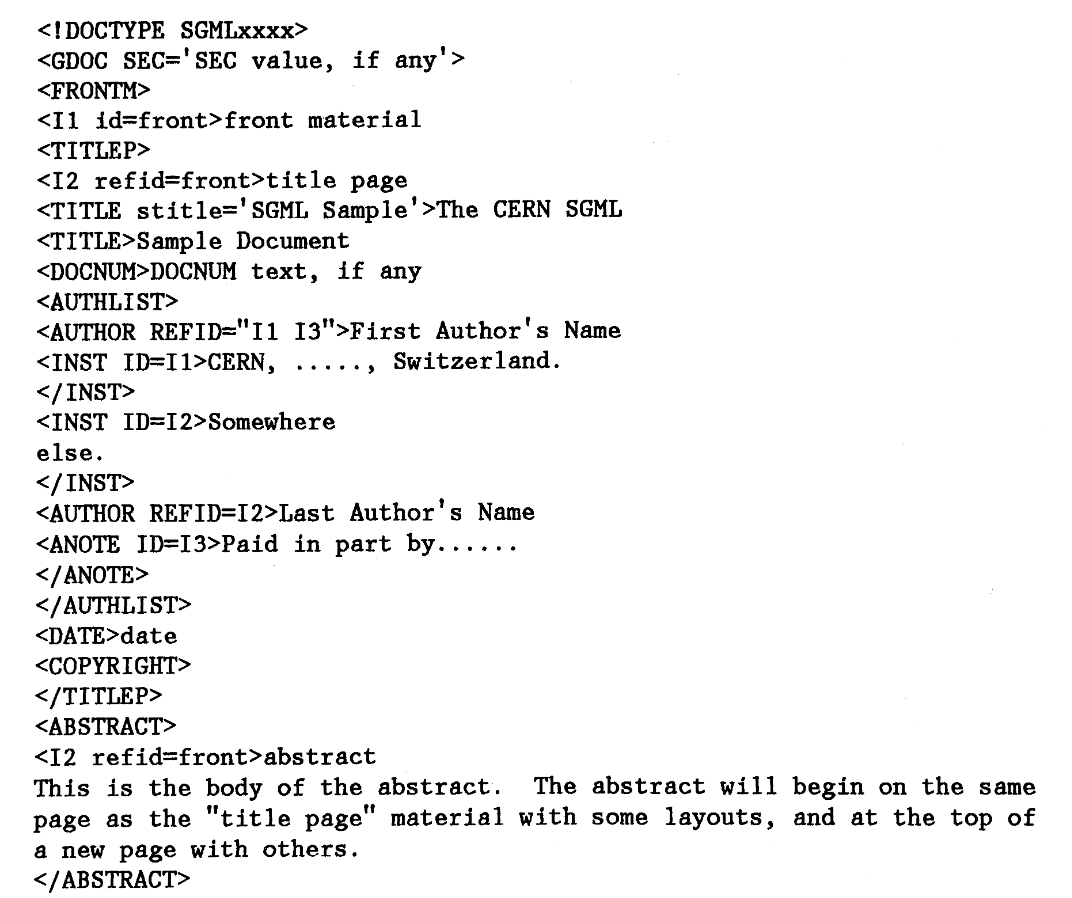 <!DOCTYPE SGMLxxxx>
<GDOC SEC='SEC value, if any'>
<FRONTM>
<I1 id=front>front material
<TITLEP>
<I2 refid=front>title page
<TITLE stitle='SGML Sample'>The CERN SGML
<TITLE>Sample Document
<DOCNUM>DOCNUM text, if any
<AUTHLIST>
<AUTHOR REFID="I1 I3">First Author's Name
<INST ID=I1>CERN, ....., Switzerland.
</INST>
<INST ID=I2>Somewhere
else.
</INST>
<AUTHOR REFID=I2>Last Author's Name
<ANOTE ID=I3>Paid in part by......
</ANOTE>
</AUTHLIST>
<DATE>date
<COPYRIGHT>
</TITLEP>
<ABSTRACT>
<I2 refid=front>abstract
This is the body of the abstract.  The abstract will begin on the same
page as the "title page" material with some layouts, and at the top of
a new page with others.
</ABSTRACT>